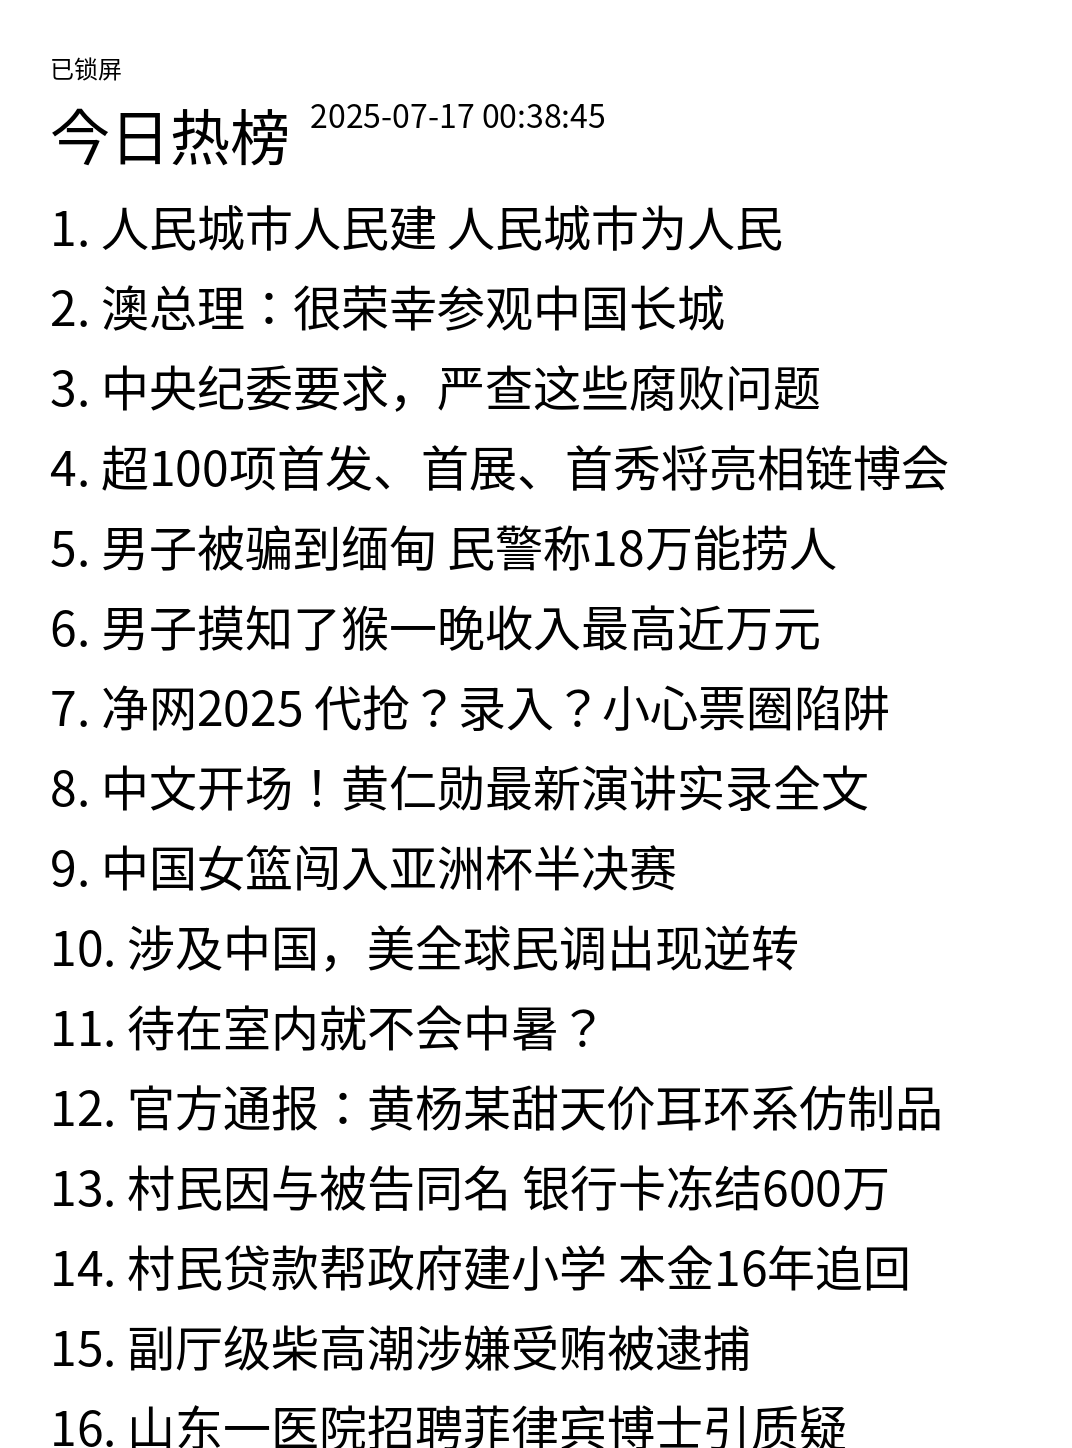 已锁屏
今日热榜 2025-07-17 00:38:45
1. 人民城市人民建 人民城市为人民
2. 澳总理：很荣幸参观中国长城
3. 中央纪委要求，严查这些腐败问题
4. 超100项首发、首展、首秀将亮相链博会
5. 男子被骗到缅甸 民警称18万能捞人
6. 男子摸知了猴一晚收入最高近万元
7. 净网2025 代抢？录入？小心票圈陷阱
8. 中文开场！黄仁勋最新演讲实录全文
9. 中国女篮闯入亚洲杯半决赛
10. 涉及中国，美全球民调出现逆转
11. 待在室内就不会中暑？
12. 官方通报：黄杨某甜天价耳环系仿制品
13. 村民因与被告同名 银行卡冻结600万
14. 村民贷款帮政府建小学 本金16年追回
15. 副厅级柴高潮涉嫌受贿被逮捕
16. 山东一医院招聘菲律宾博士引质疑